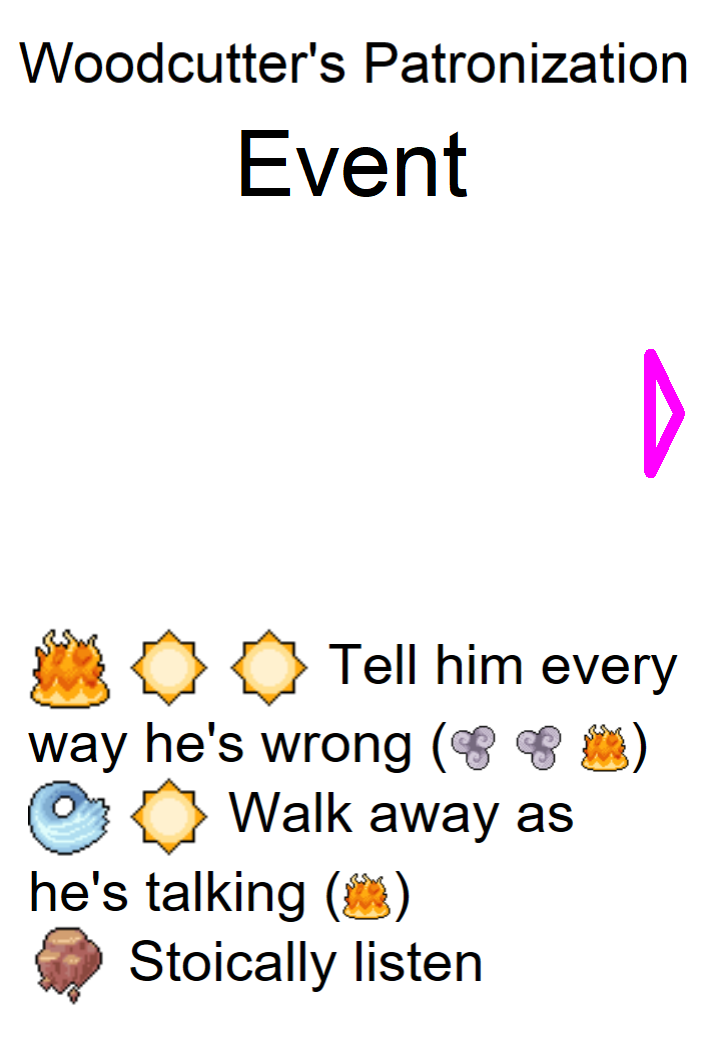 Woodcutter's Patronization
Event
Tell him every
way he's wrong ( )
Walk away as
he's talking ( )
Stoically listen